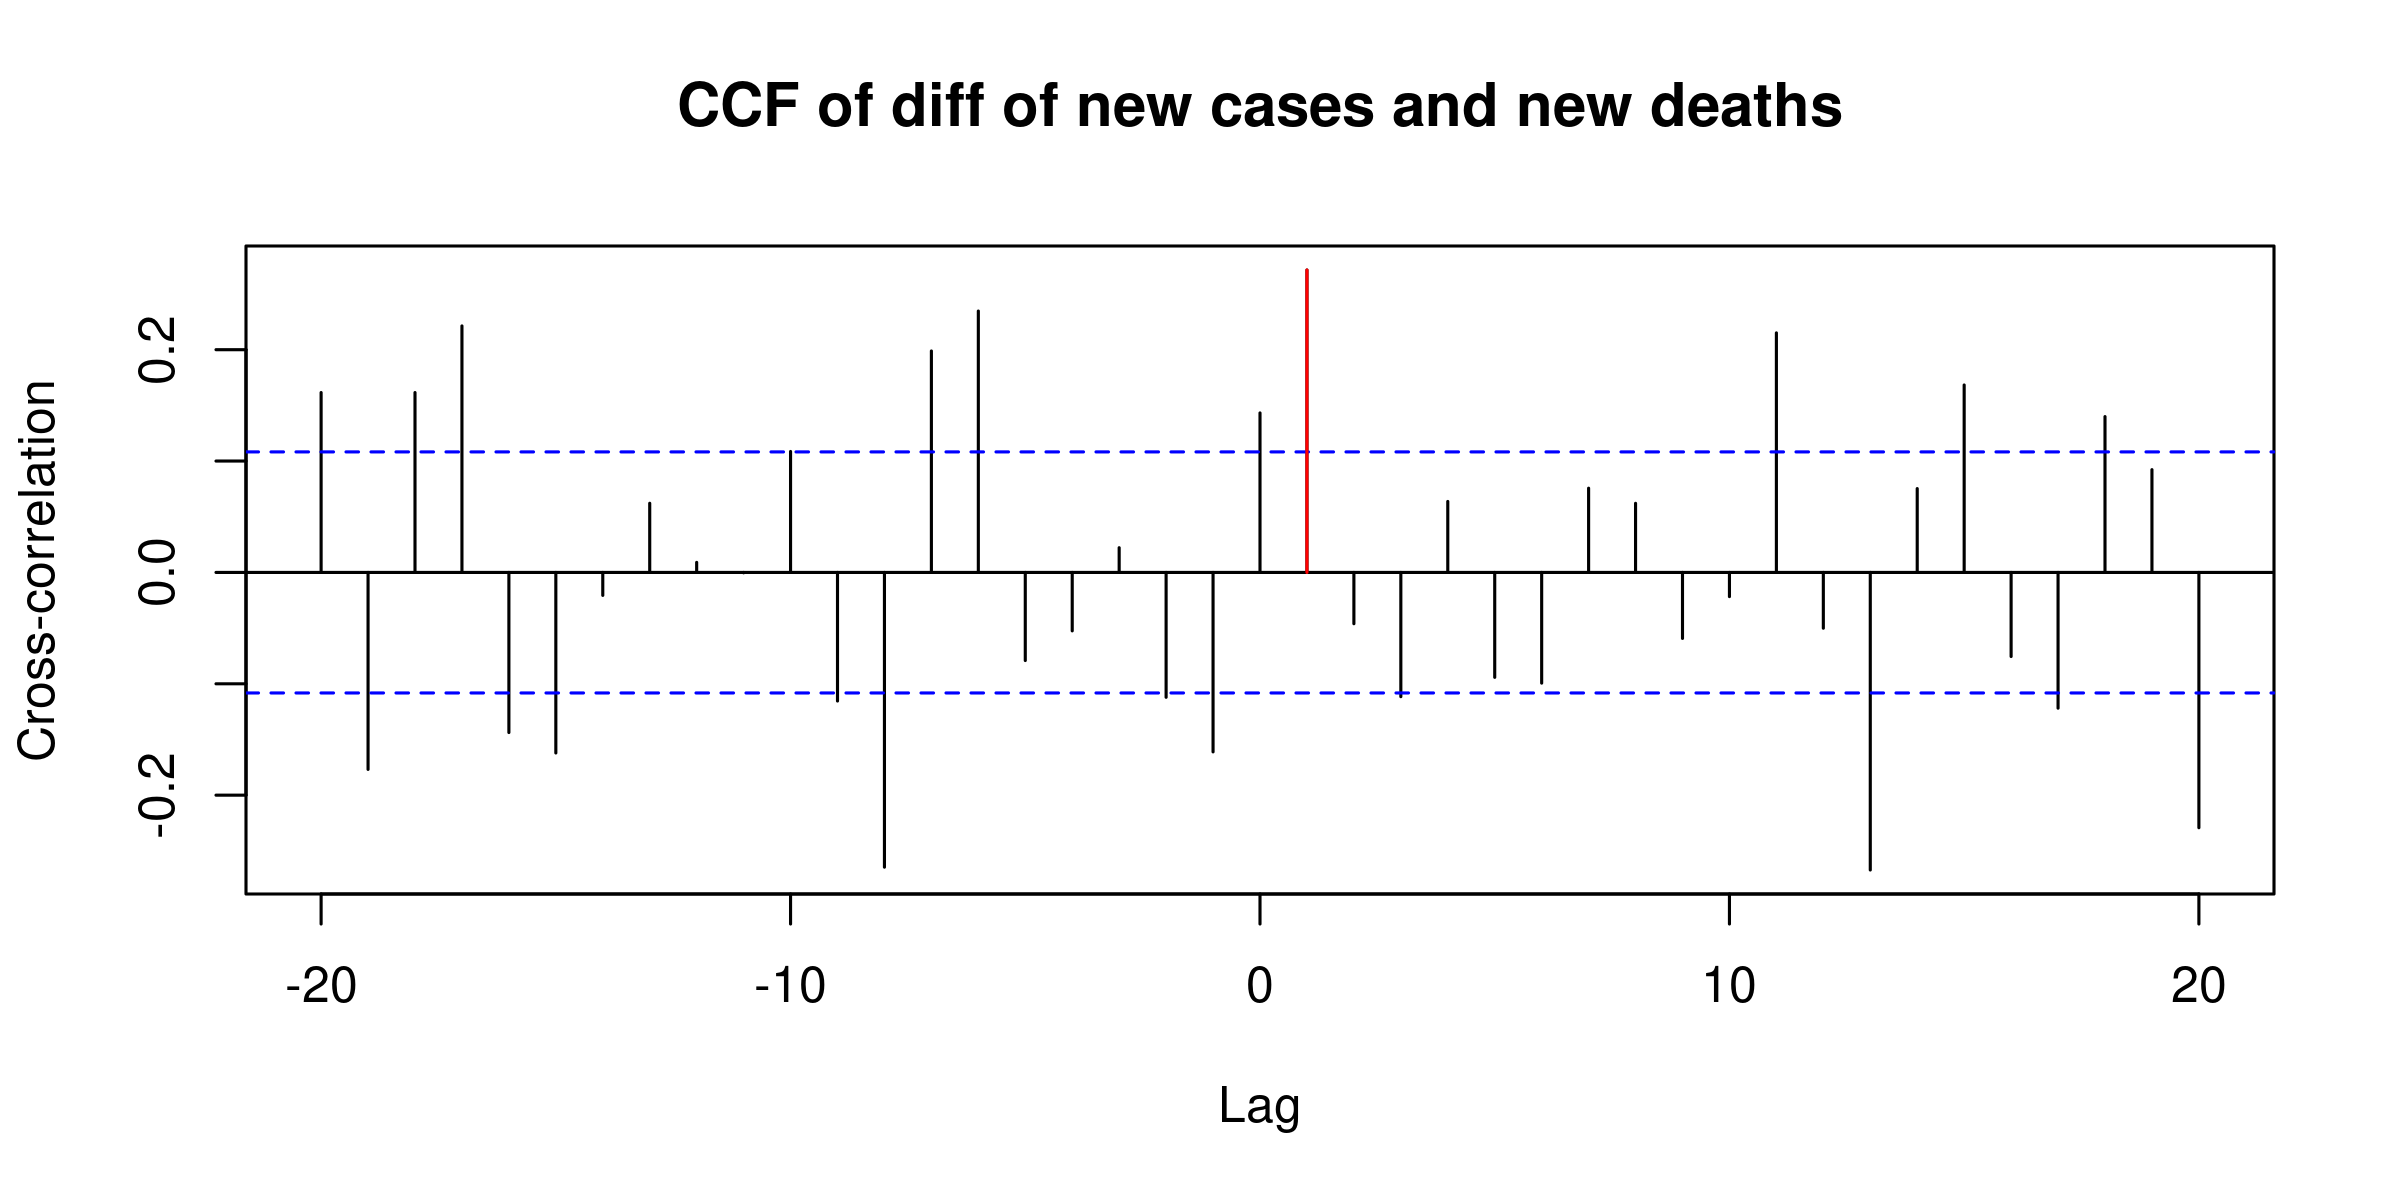 CCF of diff of new cases and new deaths
Cross-correlation
0.2
0.0
-0.2
-20
-10
0
10
20
Lag